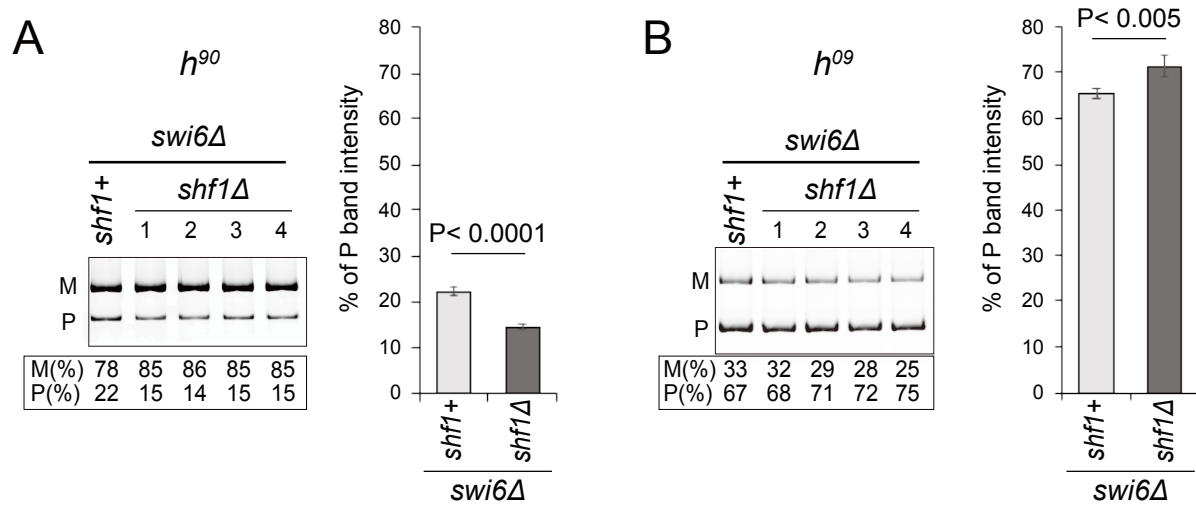 A
h⁹⁰
swi6Δ
shf1+
shf1Δ
1 2 3 4
M
P
M(%) 78 85 86 85 85
P(%) 22 15 14 15 15
% of P band intensity
80
70
60
50
40
30
20
10
0
P< 0.0001
shf1+
shf1Δ
swi6Δ
B
h⁰⁹
swi6Δ
shf1+
shf1Δ
1 2 3 4
M
P
M(%) 33 32 29 28 25
P(%) 67 68 71 72 75
% of P band intensity
80
70
60
50
40
30
20
10
0
P< 0.005
shf1+
shf1Δ
swi6Δ